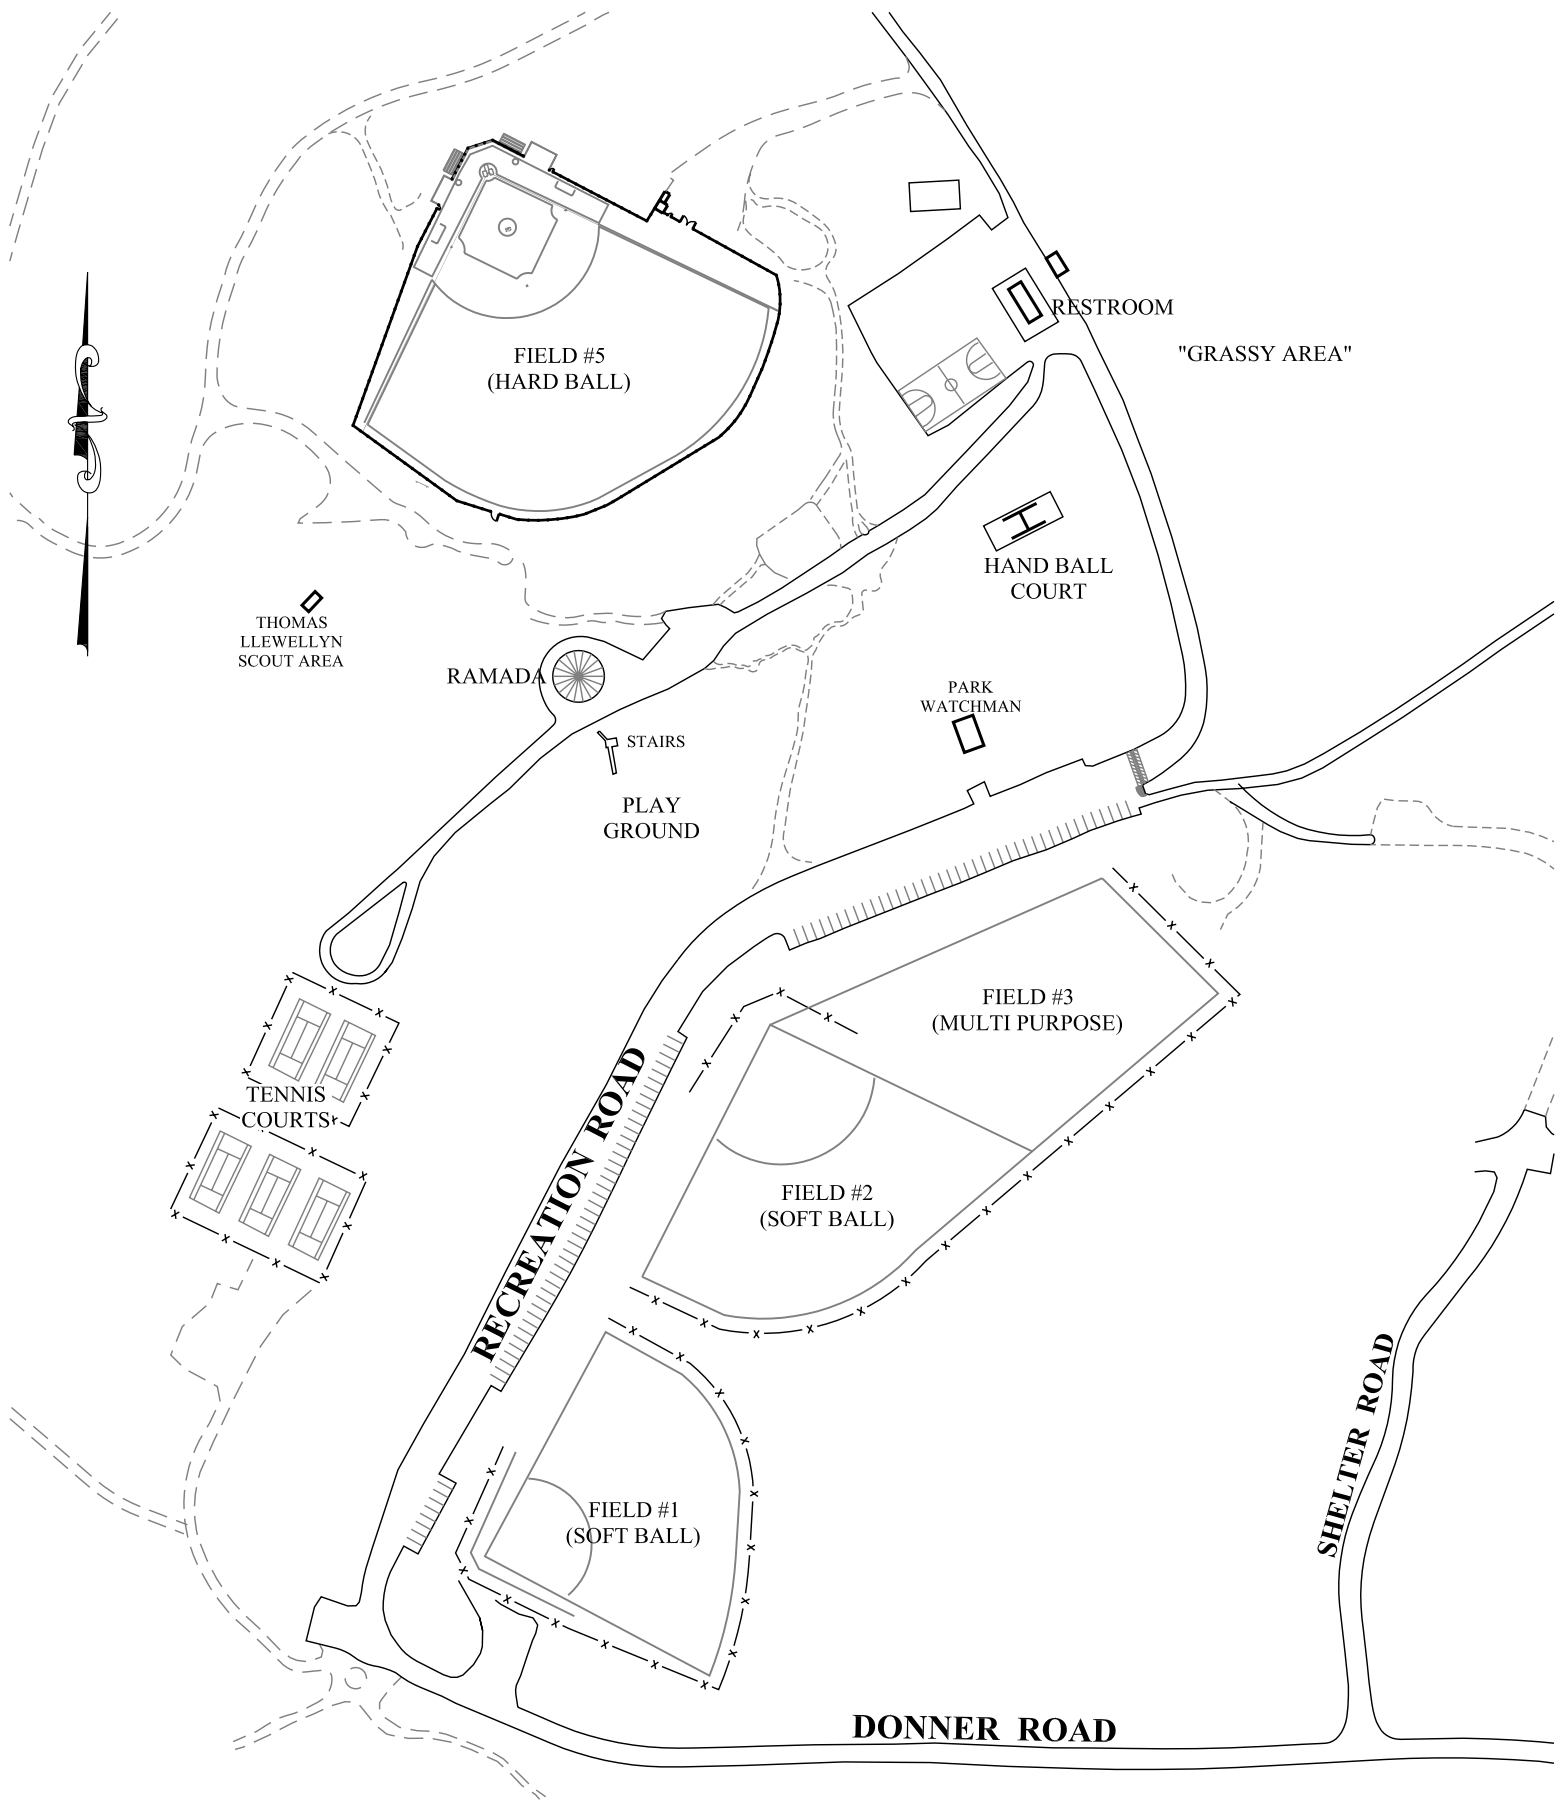 RESTROOM
"GRASSY AREA"
FIELD #5
(HARD BALL)
HAND BALL
COURT
THOMAS
LLEWELLYN
SCOUT AREA
RAMADA
PARK
WATCHMAN
STAIRS
PLAY
GROUND
FIELD #3
(MULTI PURPOSE)
TENNIS
COURTS
RECREATION ROAD
FIELD #2
(SOFT BALL)
SHELTER ROAD
FIELD #1
(SOFT BALL)
DONNER ROAD